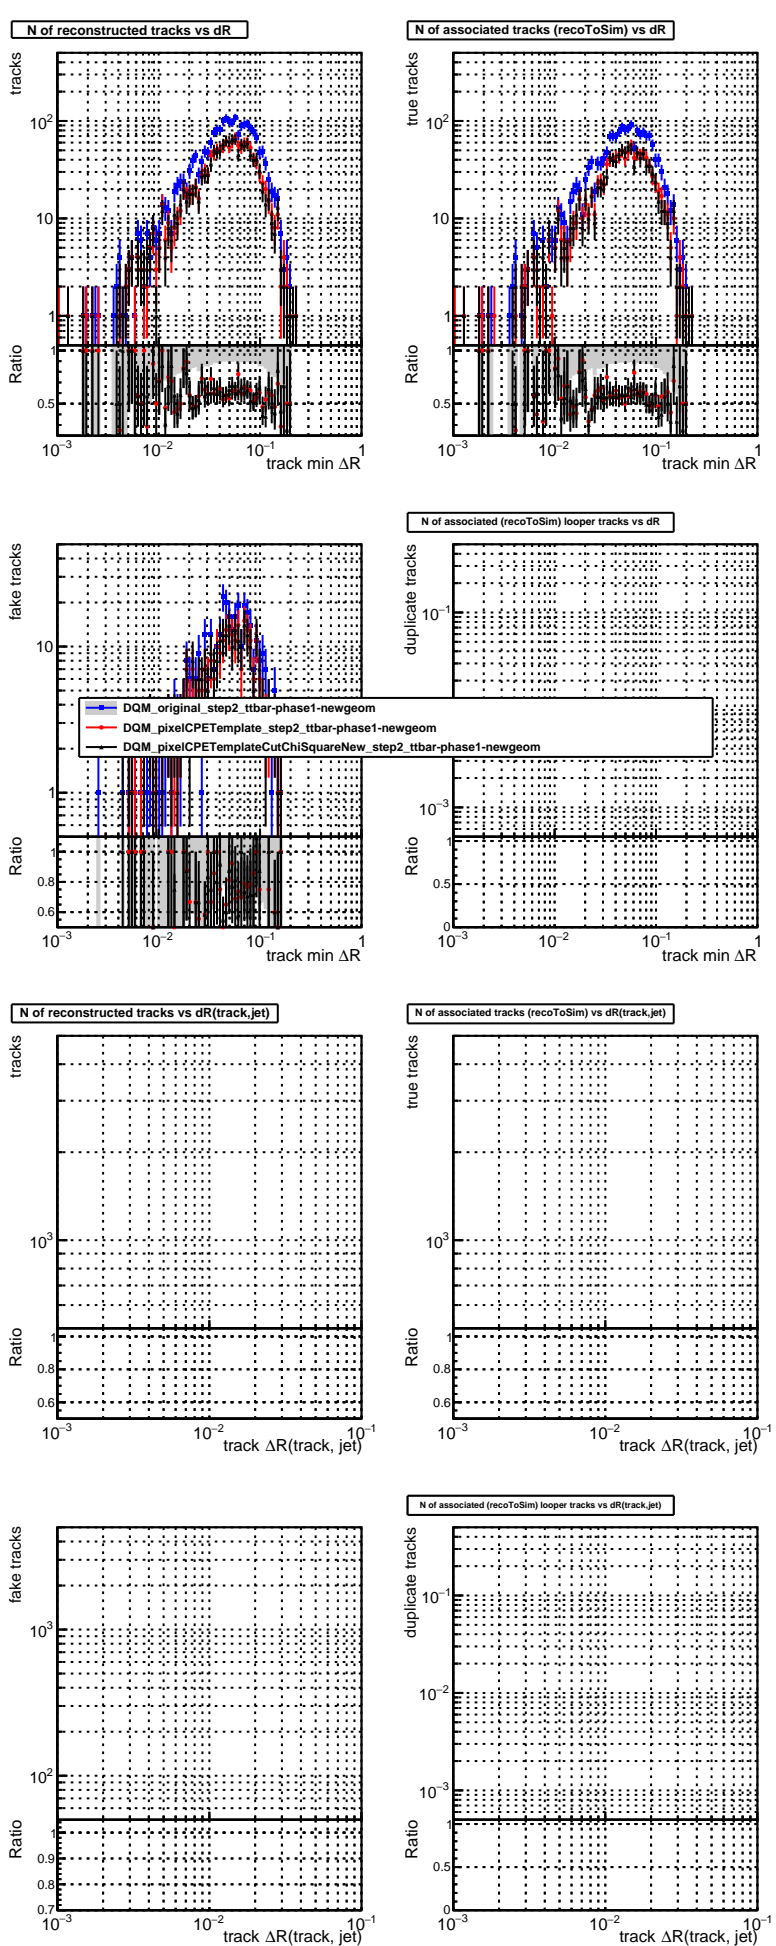 N of reconstructed tracks vs dR
tracks
10²
10
1
Ratio
1
0.5
10⁻³
10⁻²
10⁻¹
1
track min ΔR
N of associated tracks (recoToSim) vs dR
true tracks
10²
10
1
Ratio
1
0.5
10⁻³
10⁻²
10⁻¹
1
track min ΔR
fake tracks
10
1
Ratio
1
0.8
0.6
10⁻³
10⁻²
10⁻¹
1
track min ΔR
N of associated (recoToSim) looper tracks vs dR
duplicate tracks
10⁻¹
10⁻³
Ratio
1
0.5
0
10⁻³
10⁻²
10⁻¹
1
track min ΔR
DQM_original_step2_ttbar-phase1-newgeom
DQM_pixelCPETemplate_step2_ttbar-phase1-newgeom
DQM_pixelCPETemplateCutChiSquareNew_step2_ttbar-phase1-newgeom
N of reconstructed tracks vs dR(track,jet)
tracks
10³
Ratio
1
0.8
0.6
10⁻³
10⁻²
10⁻¹
track ΔR(track, jet)
N of associated tracks (recoToSim) vs dR(track,jet)
true tracks
10³
Ratio
1
0.8
0.6
10⁻³
10⁻²
10⁻¹
track ΔR(track, jet)
fake tracks
10³
10²
Ratio
1
0.9
0.8
0.7
10⁻³
10⁻²
10⁻¹
track ΔR(track, jet)
N of associated (recoToSim) looper tracks vs dR(track,jet)
duplicate tracks
10⁻¹
10⁻²
10⁻³
Ratio
1
0.5
0
10⁻³
10⁻²
10⁻¹
track ΔR(track, jet)